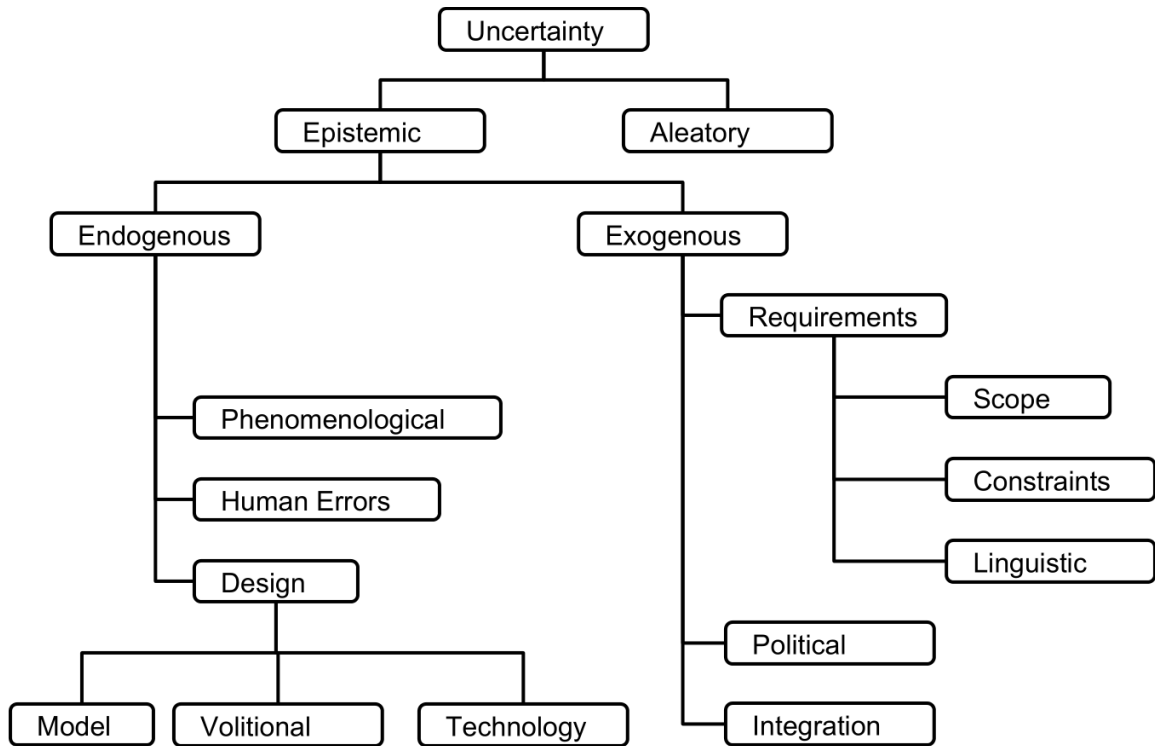 Uncertainty
Epistemic
Aleatory
Endogenous
Exogenous
Requirements
Scope
Phenomenological
Constraints
Human Errors
Linguistic
Design
Political
Model
Volitional
Technology
Integration